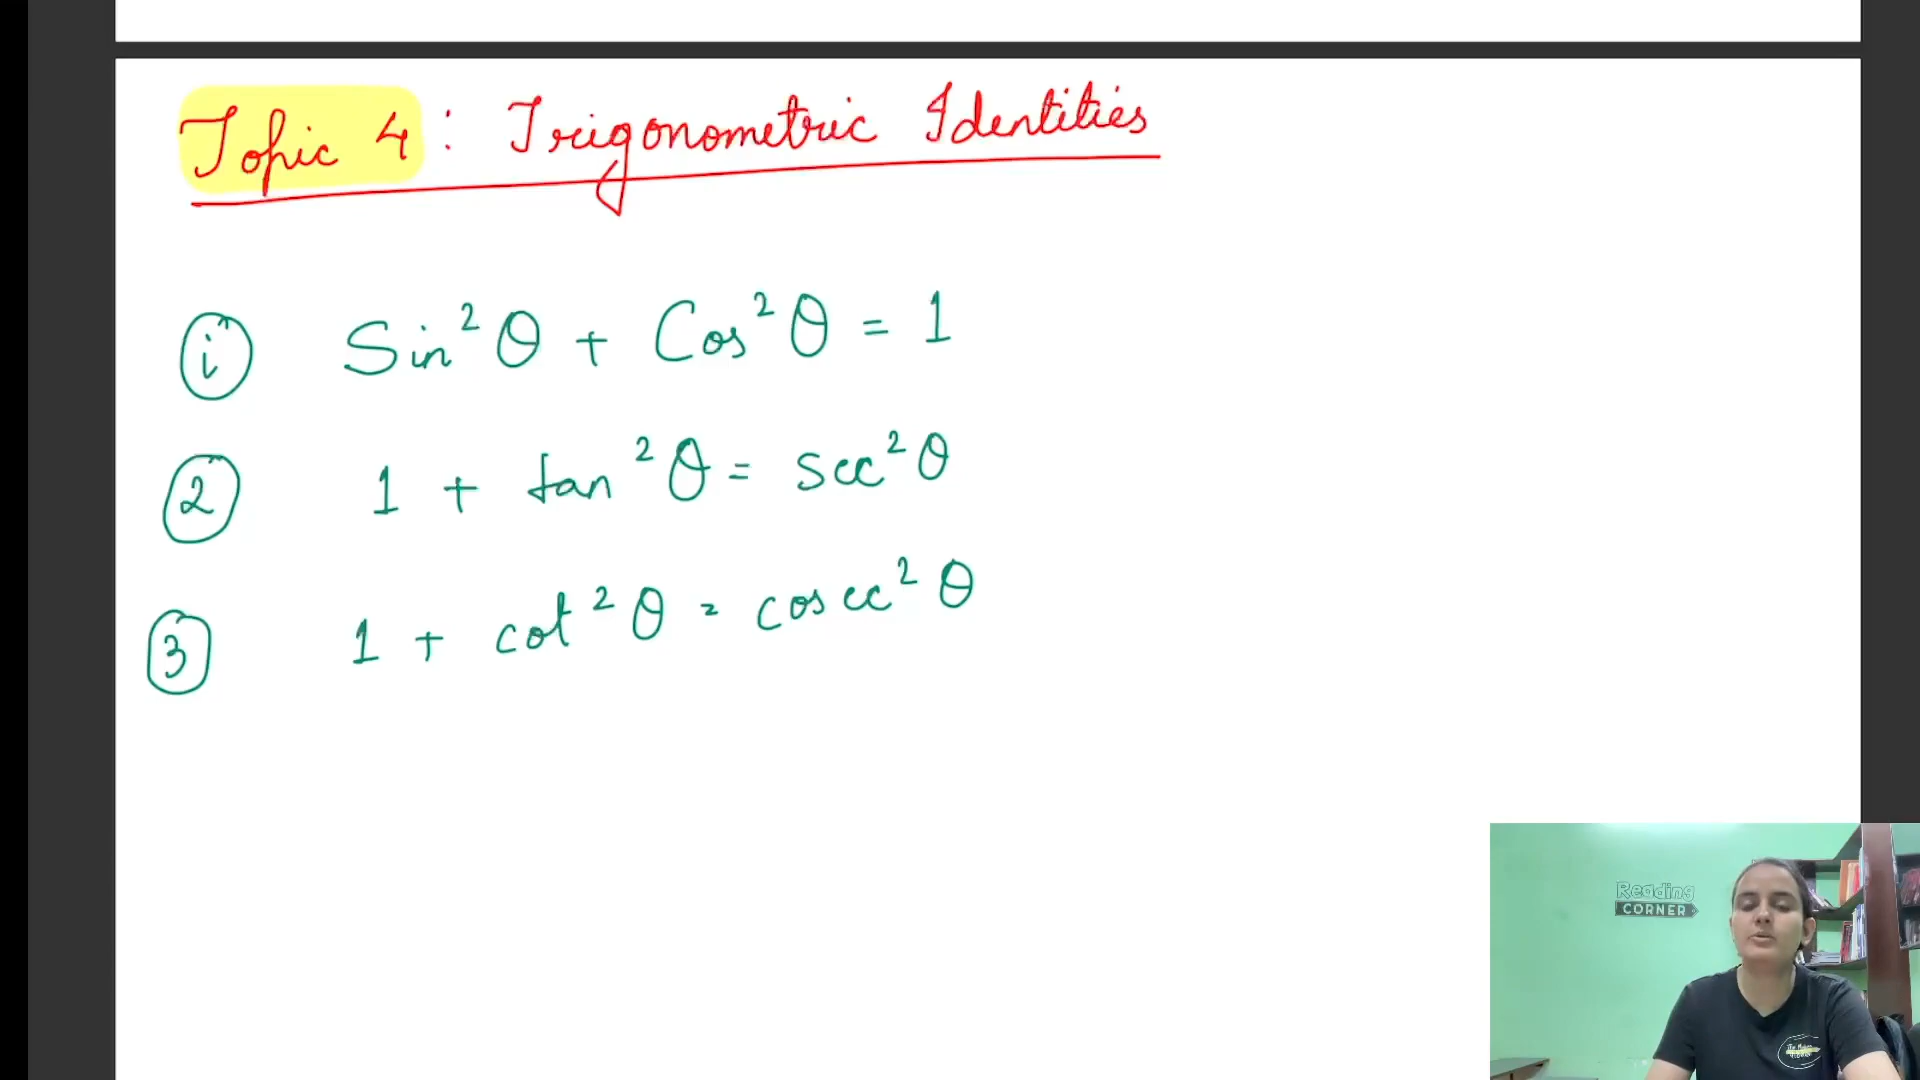 Topic 4 : Trigonometric Identities
i Sin²θ + Cos²θ = 1
2 1 + tan²θ = sec²θ
3 1 + cot²θ = cosec²θ
Reading
CORNER